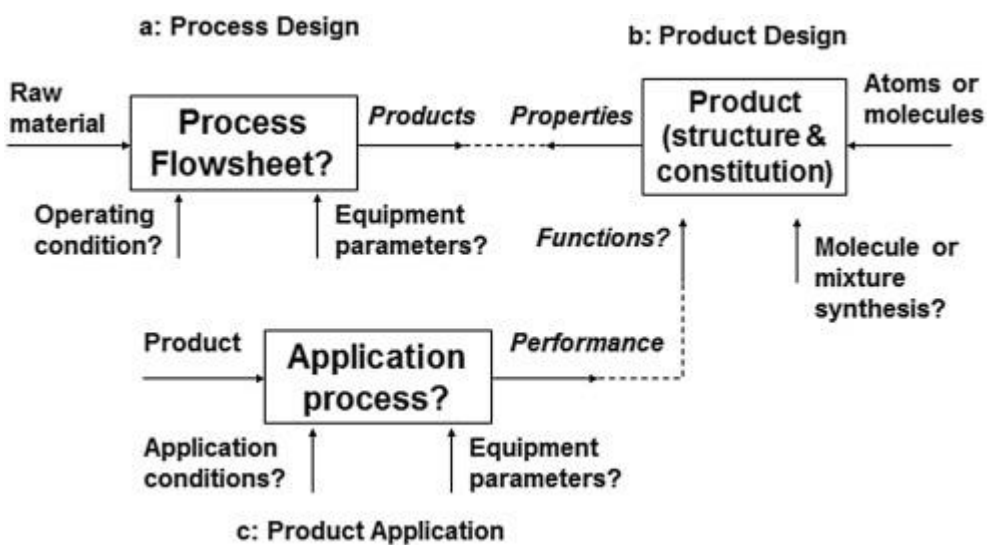 a: Process Design
b: Product Design
Raw
material
Process
Flowsheet?
Products
Properties
Product
(structure &
constitution)
Atoms or
molecules
Operating
condition?
Equipment
parameters?
Functions?
Molecule or
mixture
synthesis?
Product
Application
process?
Performance
Application
conditions?
Equipment
parameters?
c: Product Application